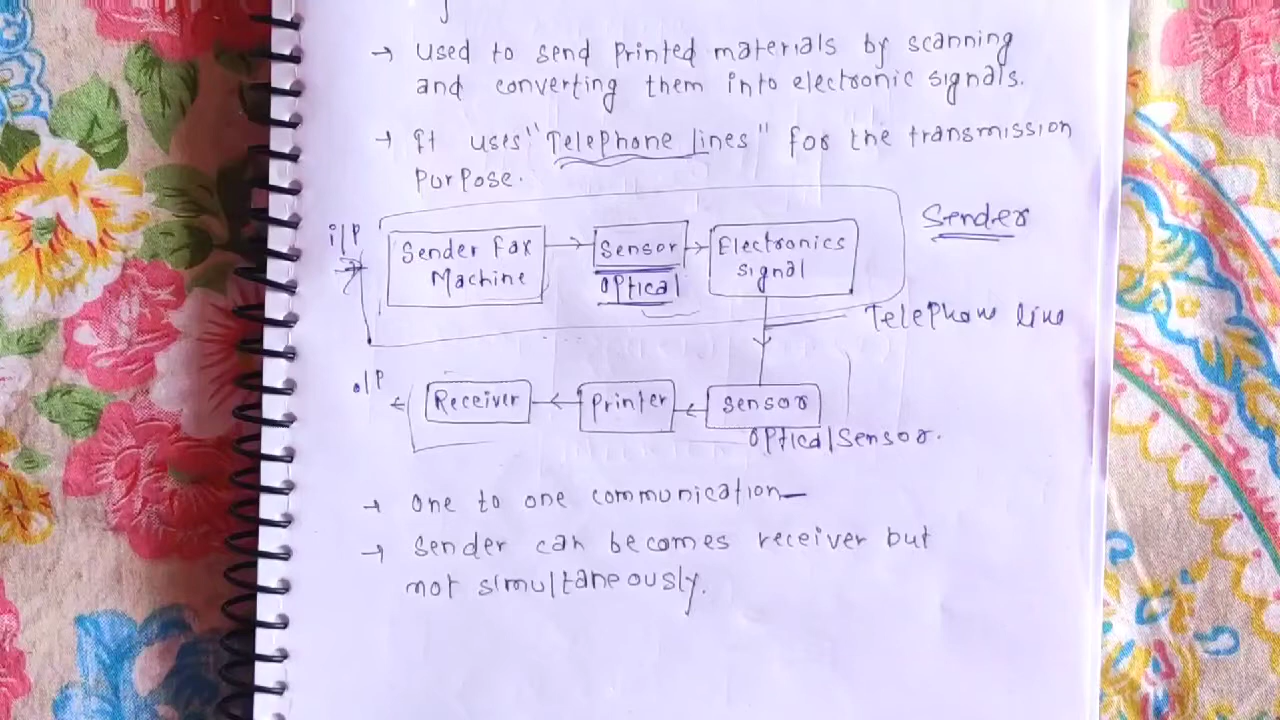 → Used to send printed materials by scanning
and converting them into electronic signals.
→ It uses "Telephone lines" for the transmission
purpose.
i/p
Sender Fax
Machine
Sensor
optical
Electronics
signal
Sender
Telephone line
o/p
Receiver
Printer
Sensor
optical sensor.
→ one to one communication
→ sender can becomes receiver but
not simultaneously.